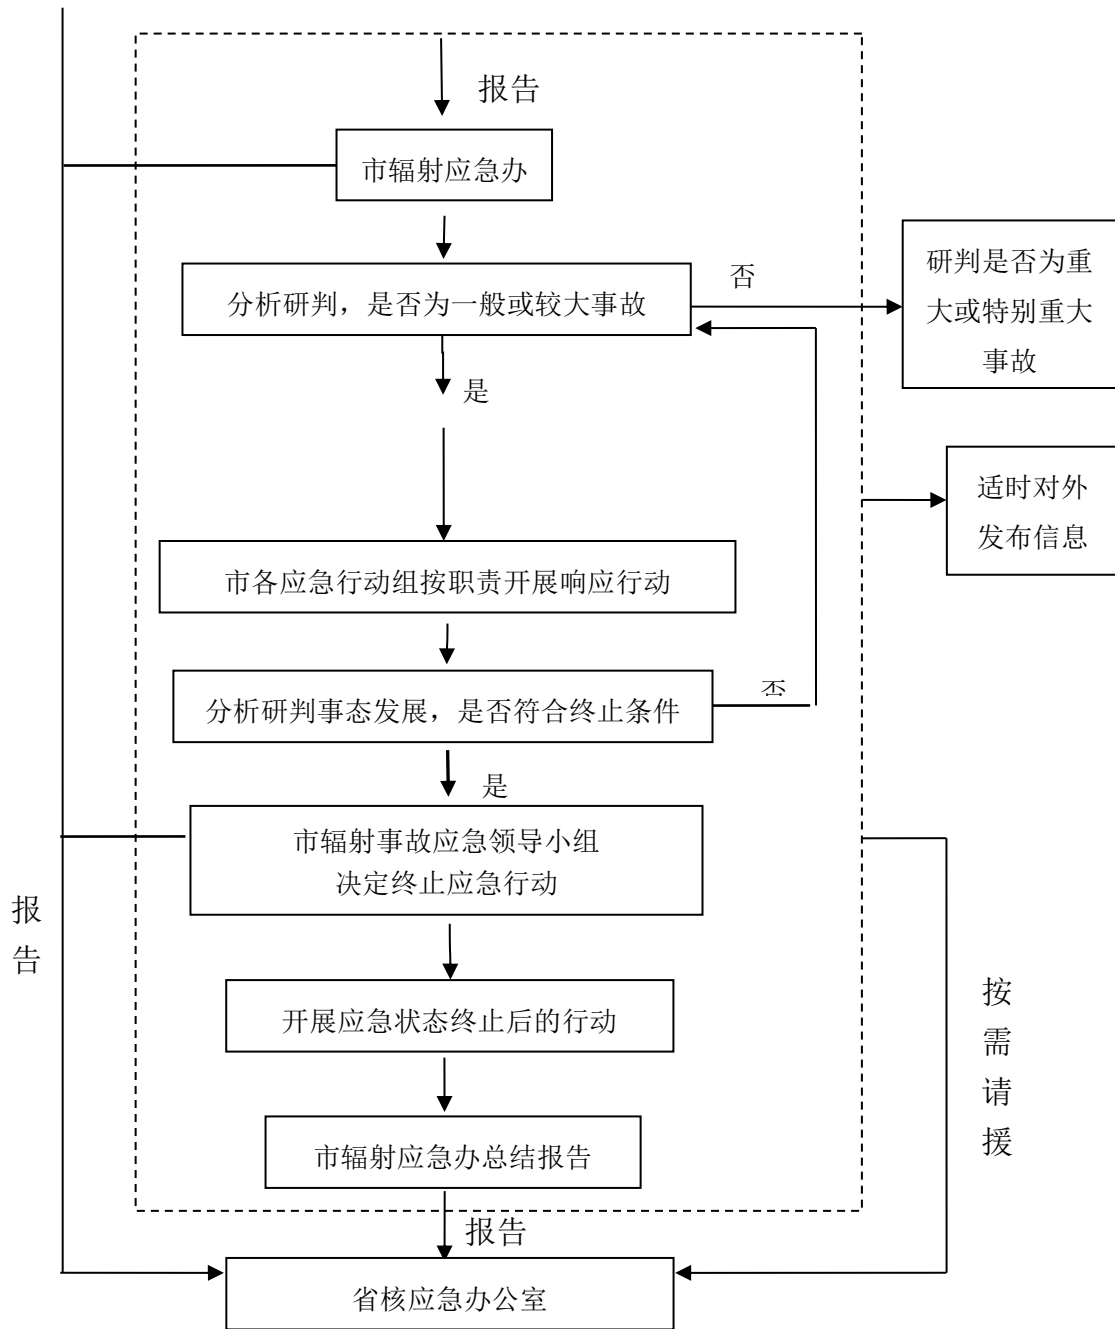 报告
市辐射应急办
分析研判，是否为一般或较大事故
否
研判是否为重
大或特别重大
事故
是
适时对外
发布信息
市各应急行动组按职责开展响应行动
分析研判事态发展，是否符合终止条件
否
是
市辐射事故应急领导小组
决定终止应急行动
报
告
开展应急状态终止后的行动
按
需
请
援
市辐射应急办总结报告
报告
省核应急办公室